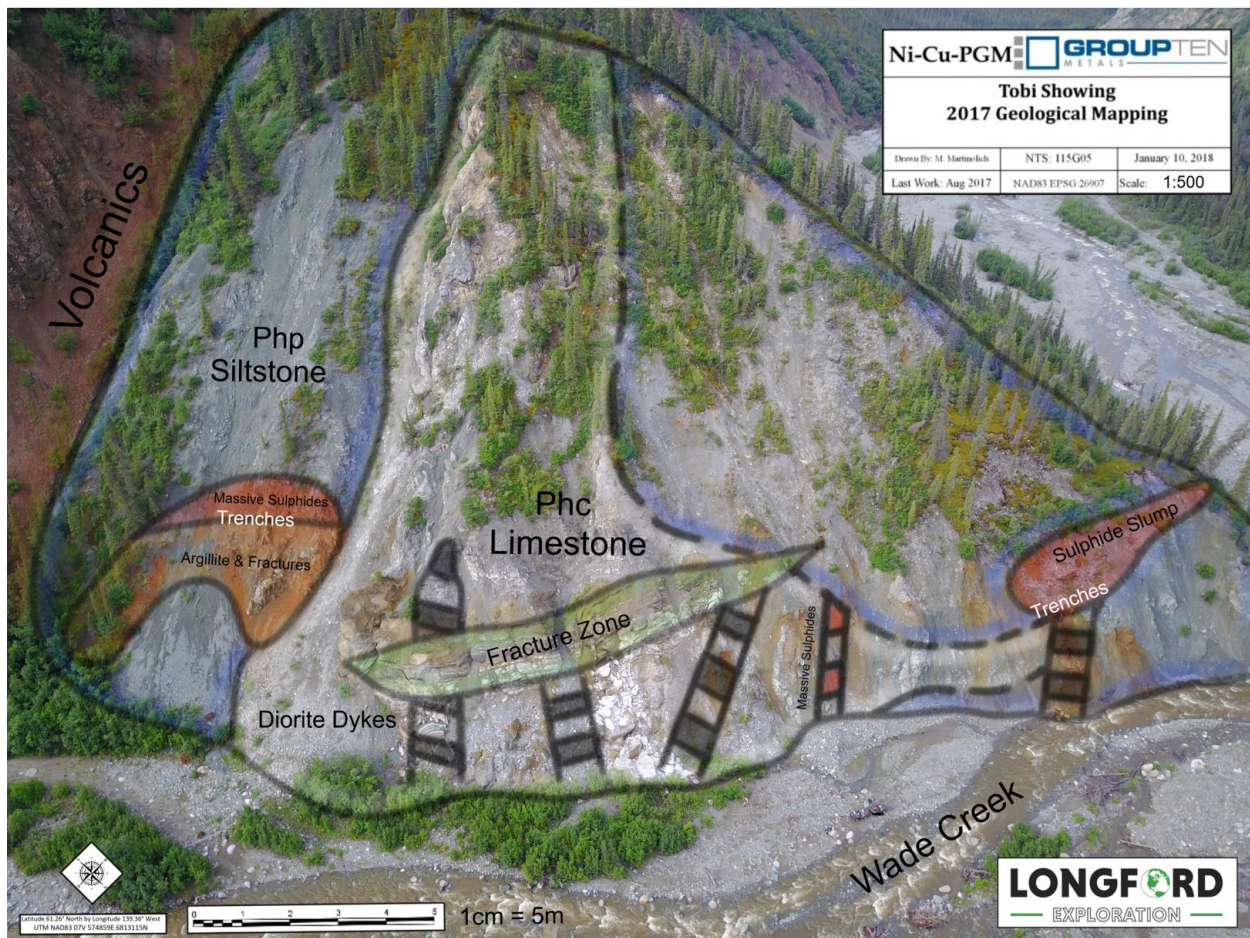 Ni-Cu-PGM
GROUP TEN
METALS
Tobi Showing
2017 Geological Mapping
Drawn By: M. Martinolich
NTS: 115G05
January 10, 2018
Last Work: Aug 2017
NAD83 EPSG:26907
Scale: 1:500
Volcanics
Php
Siltstone
Massive Sulphides
Trenches
Argillite & Fractures
Phc
Limestone
Fracture Zone
Diorite Dykes
Massive Sulphides
Sulphide Slump
Trenches
Wade Creek
Latitude 61.26° North by Longitude 139.36° West
UTM NAD83 07V 574859E 6813115N
0 1 2 3 4 5
1cm = 5m
LONGFORD
EXPLORATION